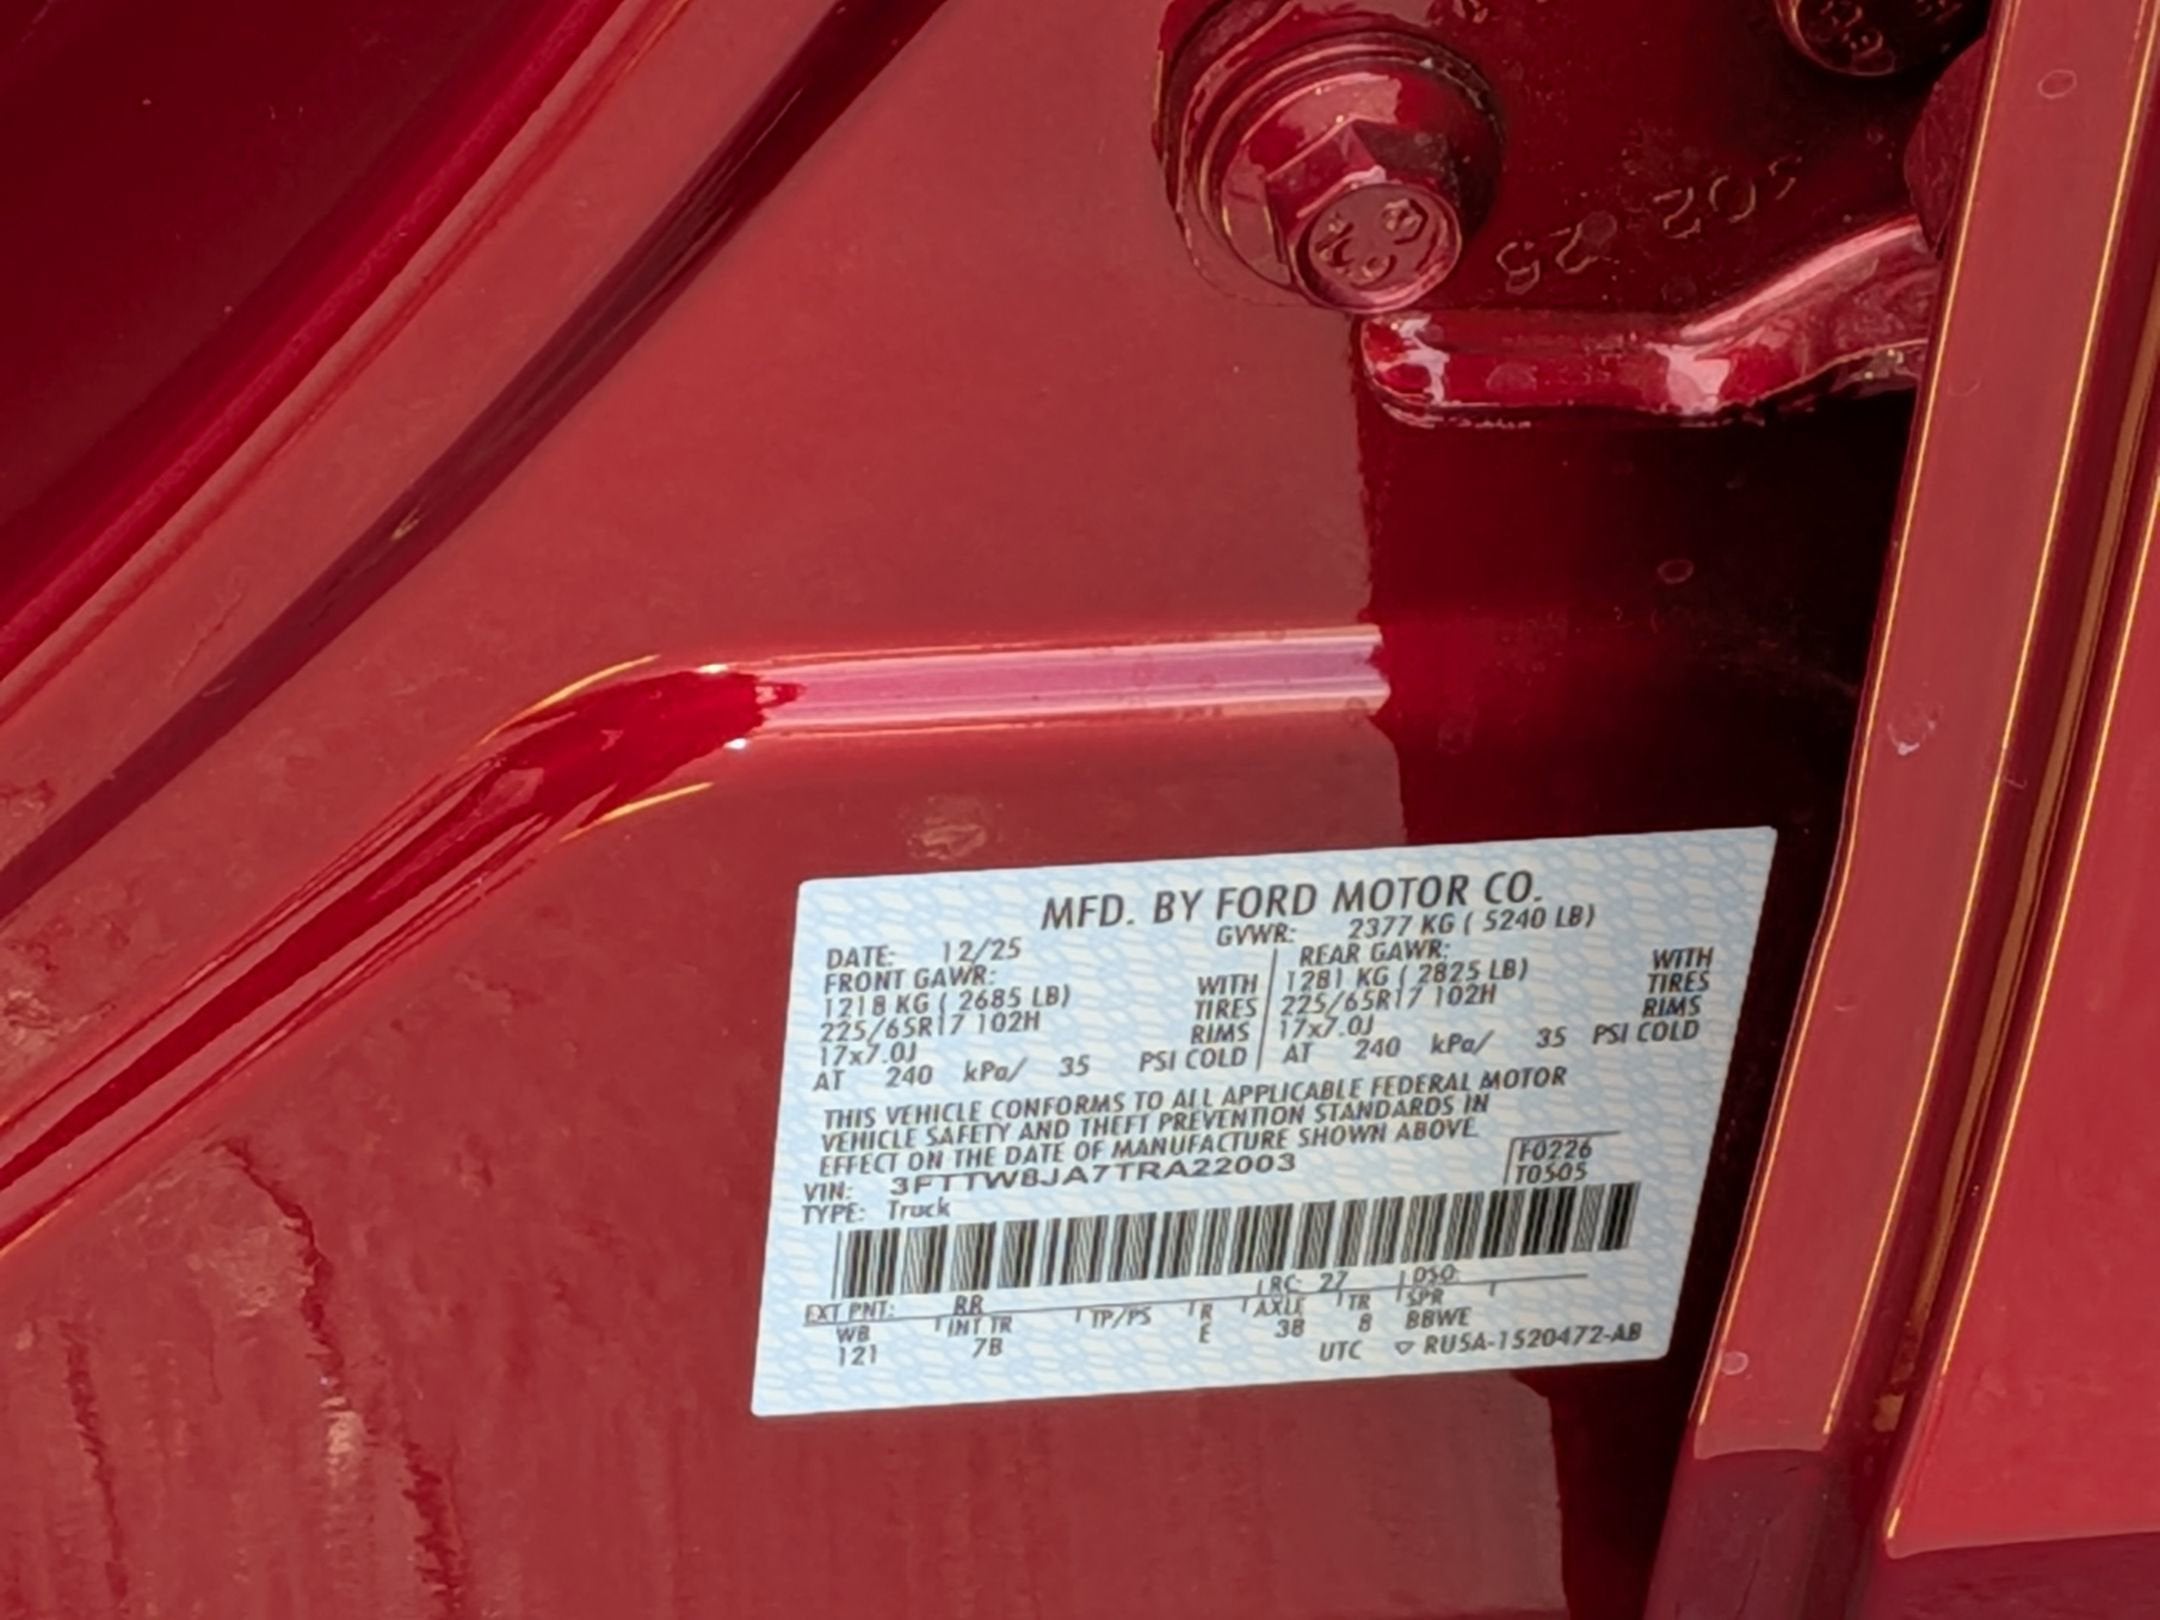 25 202
MFD. BY FORD MOTOR CO.
DATE: 12/25 GVWR: 2377 KG ( 5240 LB)
FRONT GAWR: REAR GAWR:
1218 KG ( 2685 LB) WITH 1281 KG ( 2825 LB) WITH
225/65R17 102H TIRES 225/65R17 102H TIRES
17x7.0J RIMS 17x7.0J RIMS
AT 240 kPa/ 35 PSI COLD AT 240 kPa/ 35 PSI COLD
THIS VEHICLE CONFORMS TO ALL APPLICABLE FEDERAL MOTOR
VEHICLE SAFETY AND THEFT PREVENTION STANDARDS IN
EFFECT ON THE DATE OF MANUFACTURE SHOWN ABOVE
VIN: 3FTTW8JA7TRA22003 F0226
TYPE: Truck T0505
EXT PNT: RR RC: 27 DSO:
WB INT TR TP/PS R AXLE TR SPR
121 7B E 3B 8 BBWE
UTC ▽ RU5A-1520472-AB